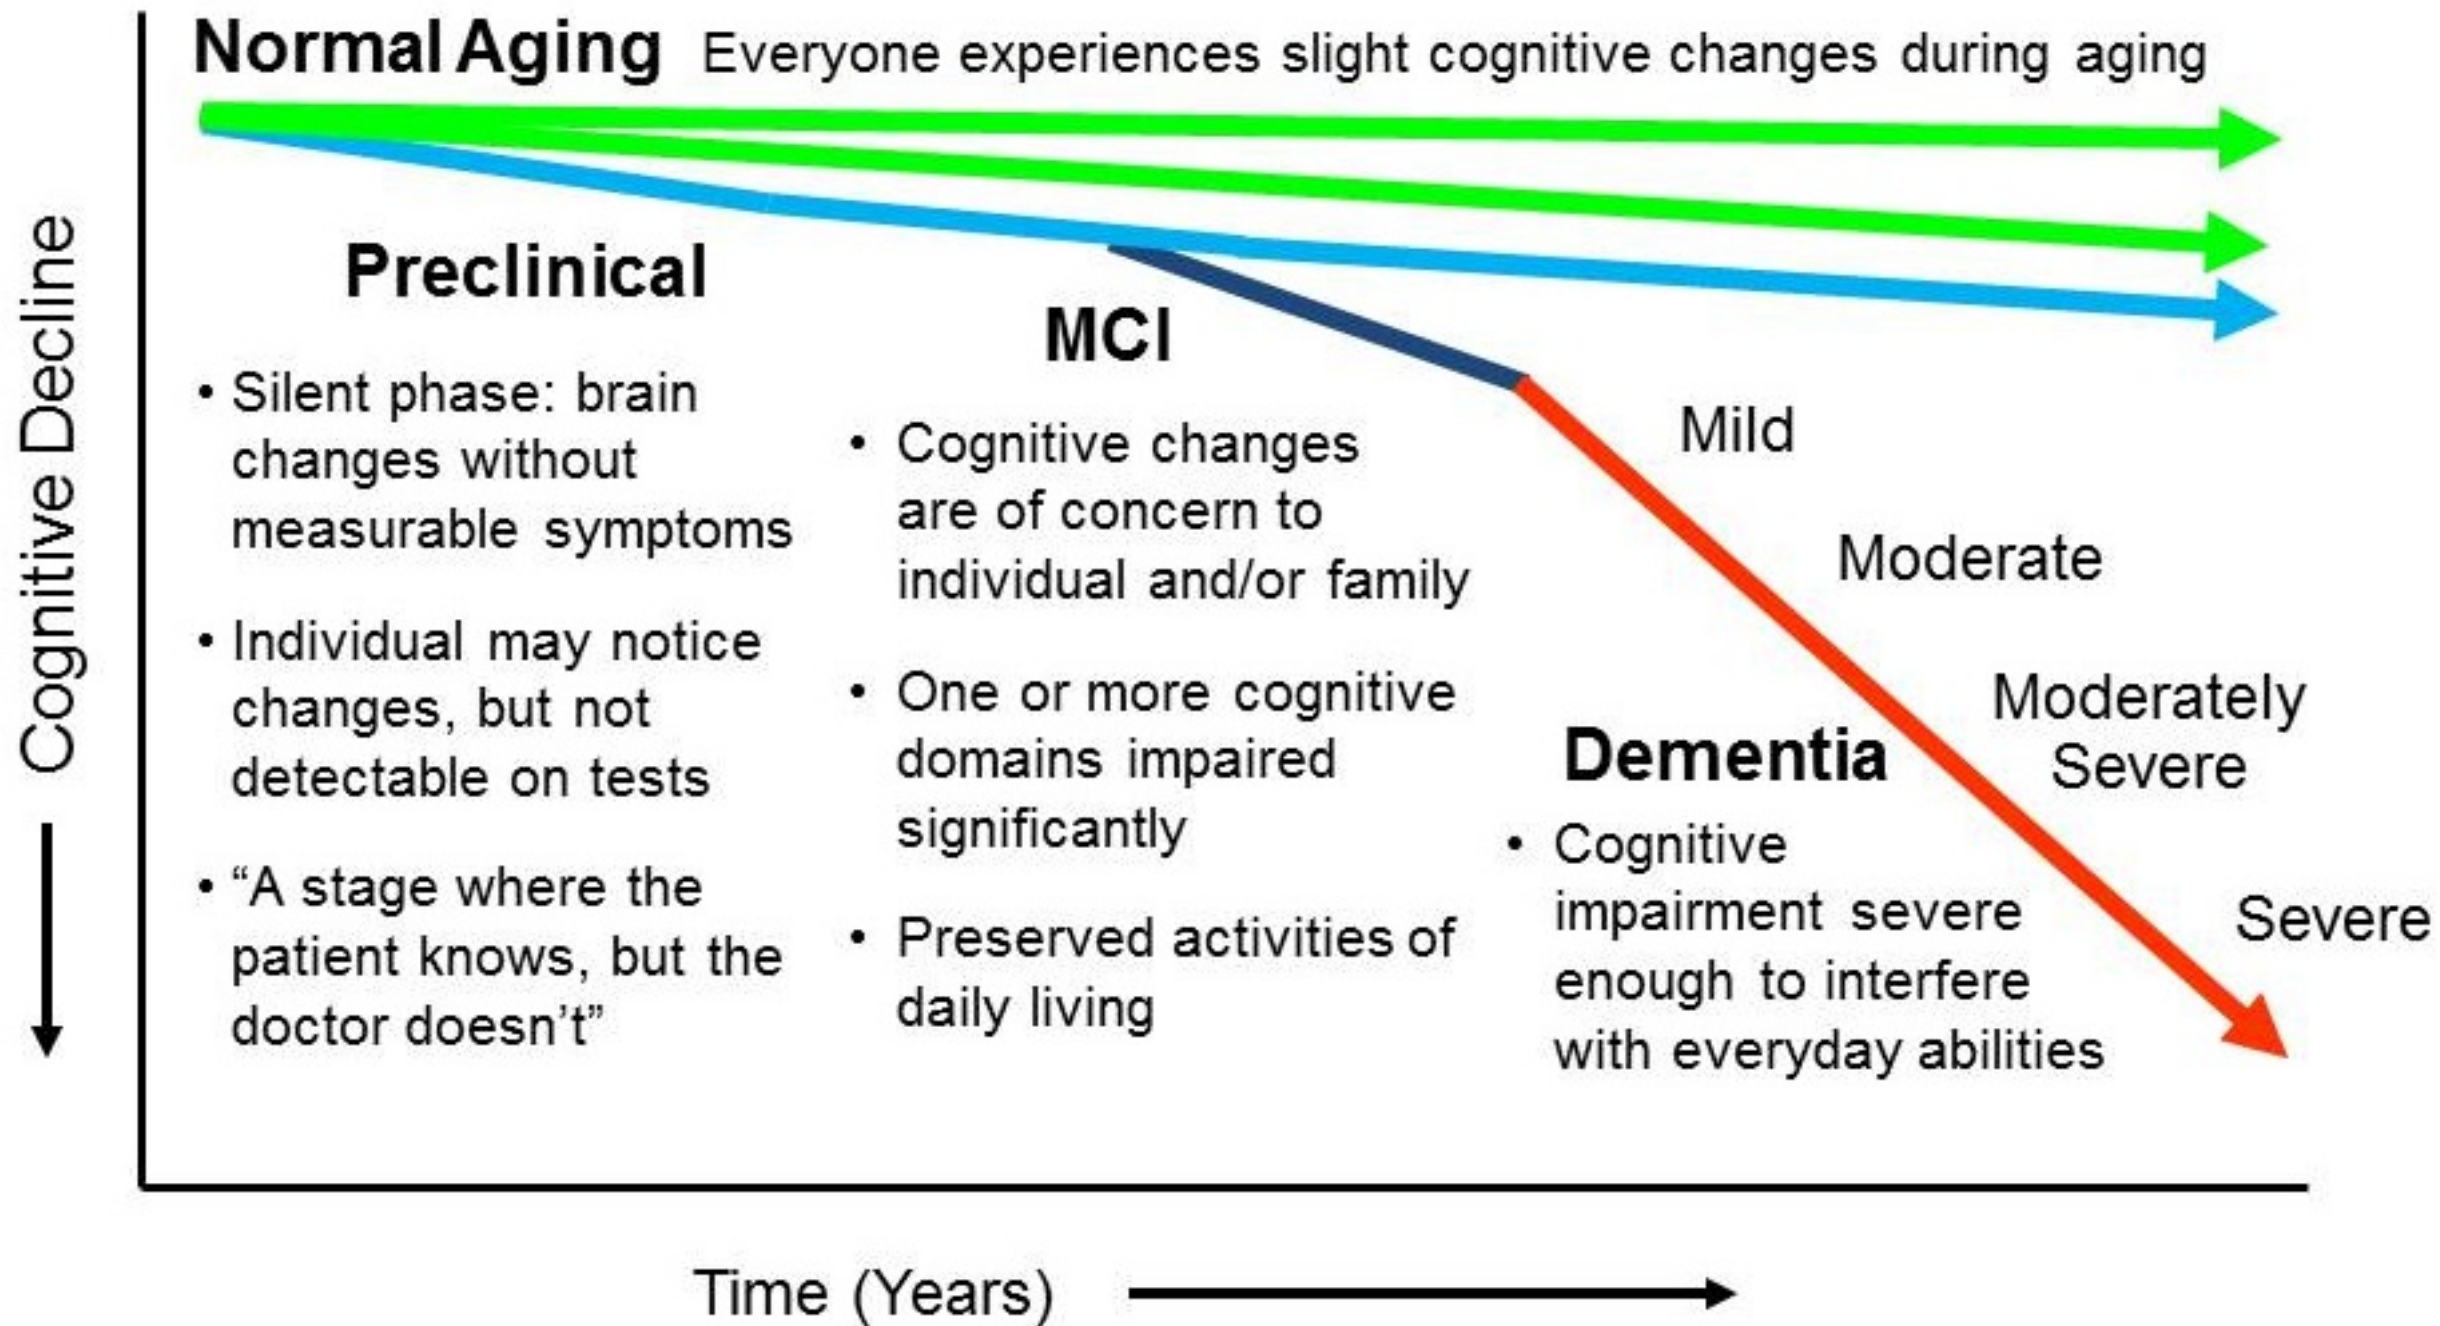 Normal Aging Everyone experiences slight cognitive changes during aging
Cognitive Decline
Preclinical
• Silent phase: brain
changes without
measurable symptoms
• Individual may notice
changes, but not
detectable on tests
• “A stage where the
patient knows, but the
doctor doesn’t”
MCI
• Cognitive changes
are of concern to
individual and/or family
• One or more cognitive
domains impaired
significantly
• Preserved activities of
daily living
Dementia
• Cognitive
impairment severe
enough to interfere
with everyday abilities
Mild
Moderate
Moderately
Severe
Severe
Time (Years)